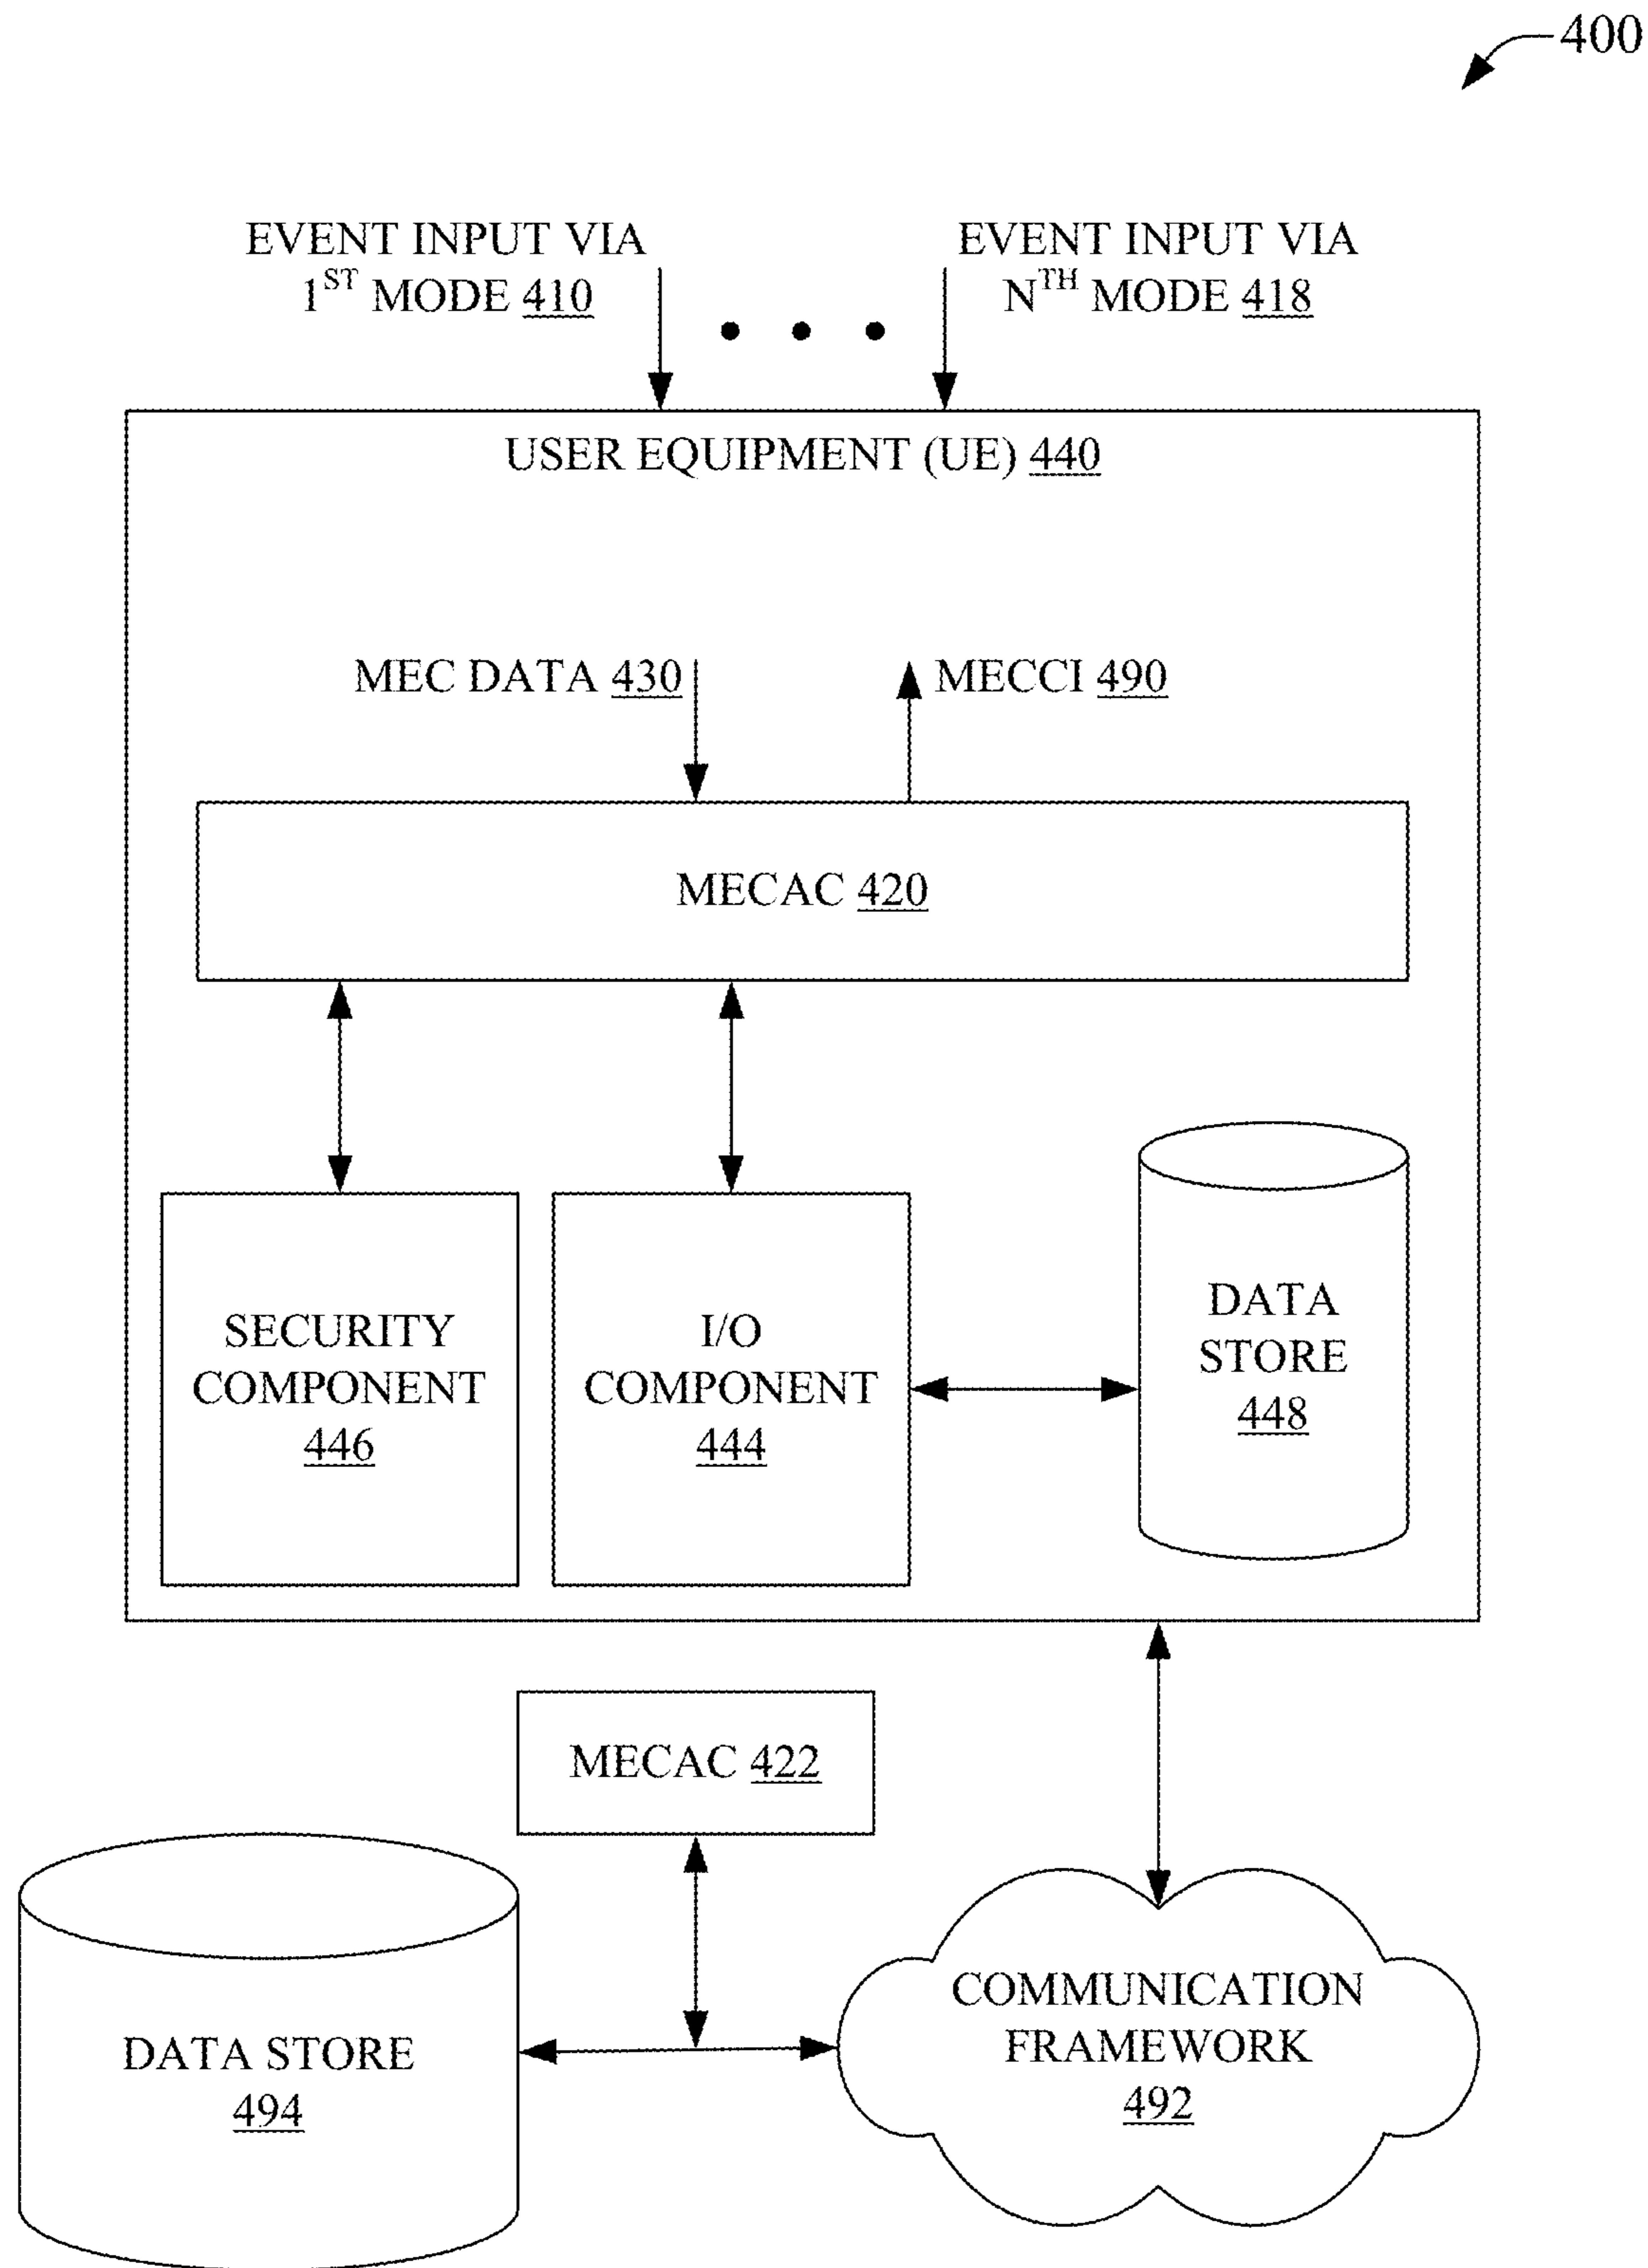 400
EVENT INPUT VIA
1ST MODE 410
EVENT INPUT VIA
NTH MODE 418
USER EQUIPMENT (UE) 440
MEC DATA 430
MECCI 490
MECAC 420
SECURITY
COMPONENT
446
I/O
COMPONENT
444
DATA
STORE
448
MECAC 422
DATA STORE
494
COMMUNICATION
FRAMEWORK
492